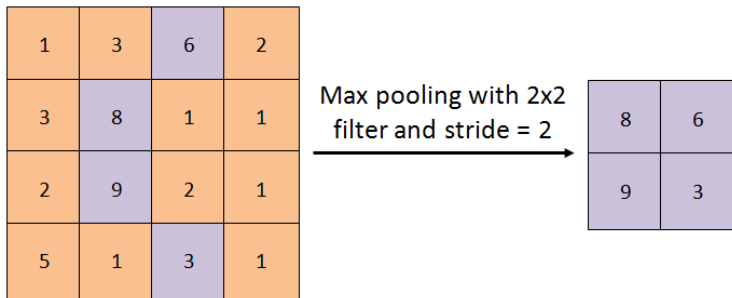 1 3 6 2
3 8 1 1
2 9 2 1
5 1 3 1
Max pooling with 2x2
filter and stride = 2
8 6
9 3